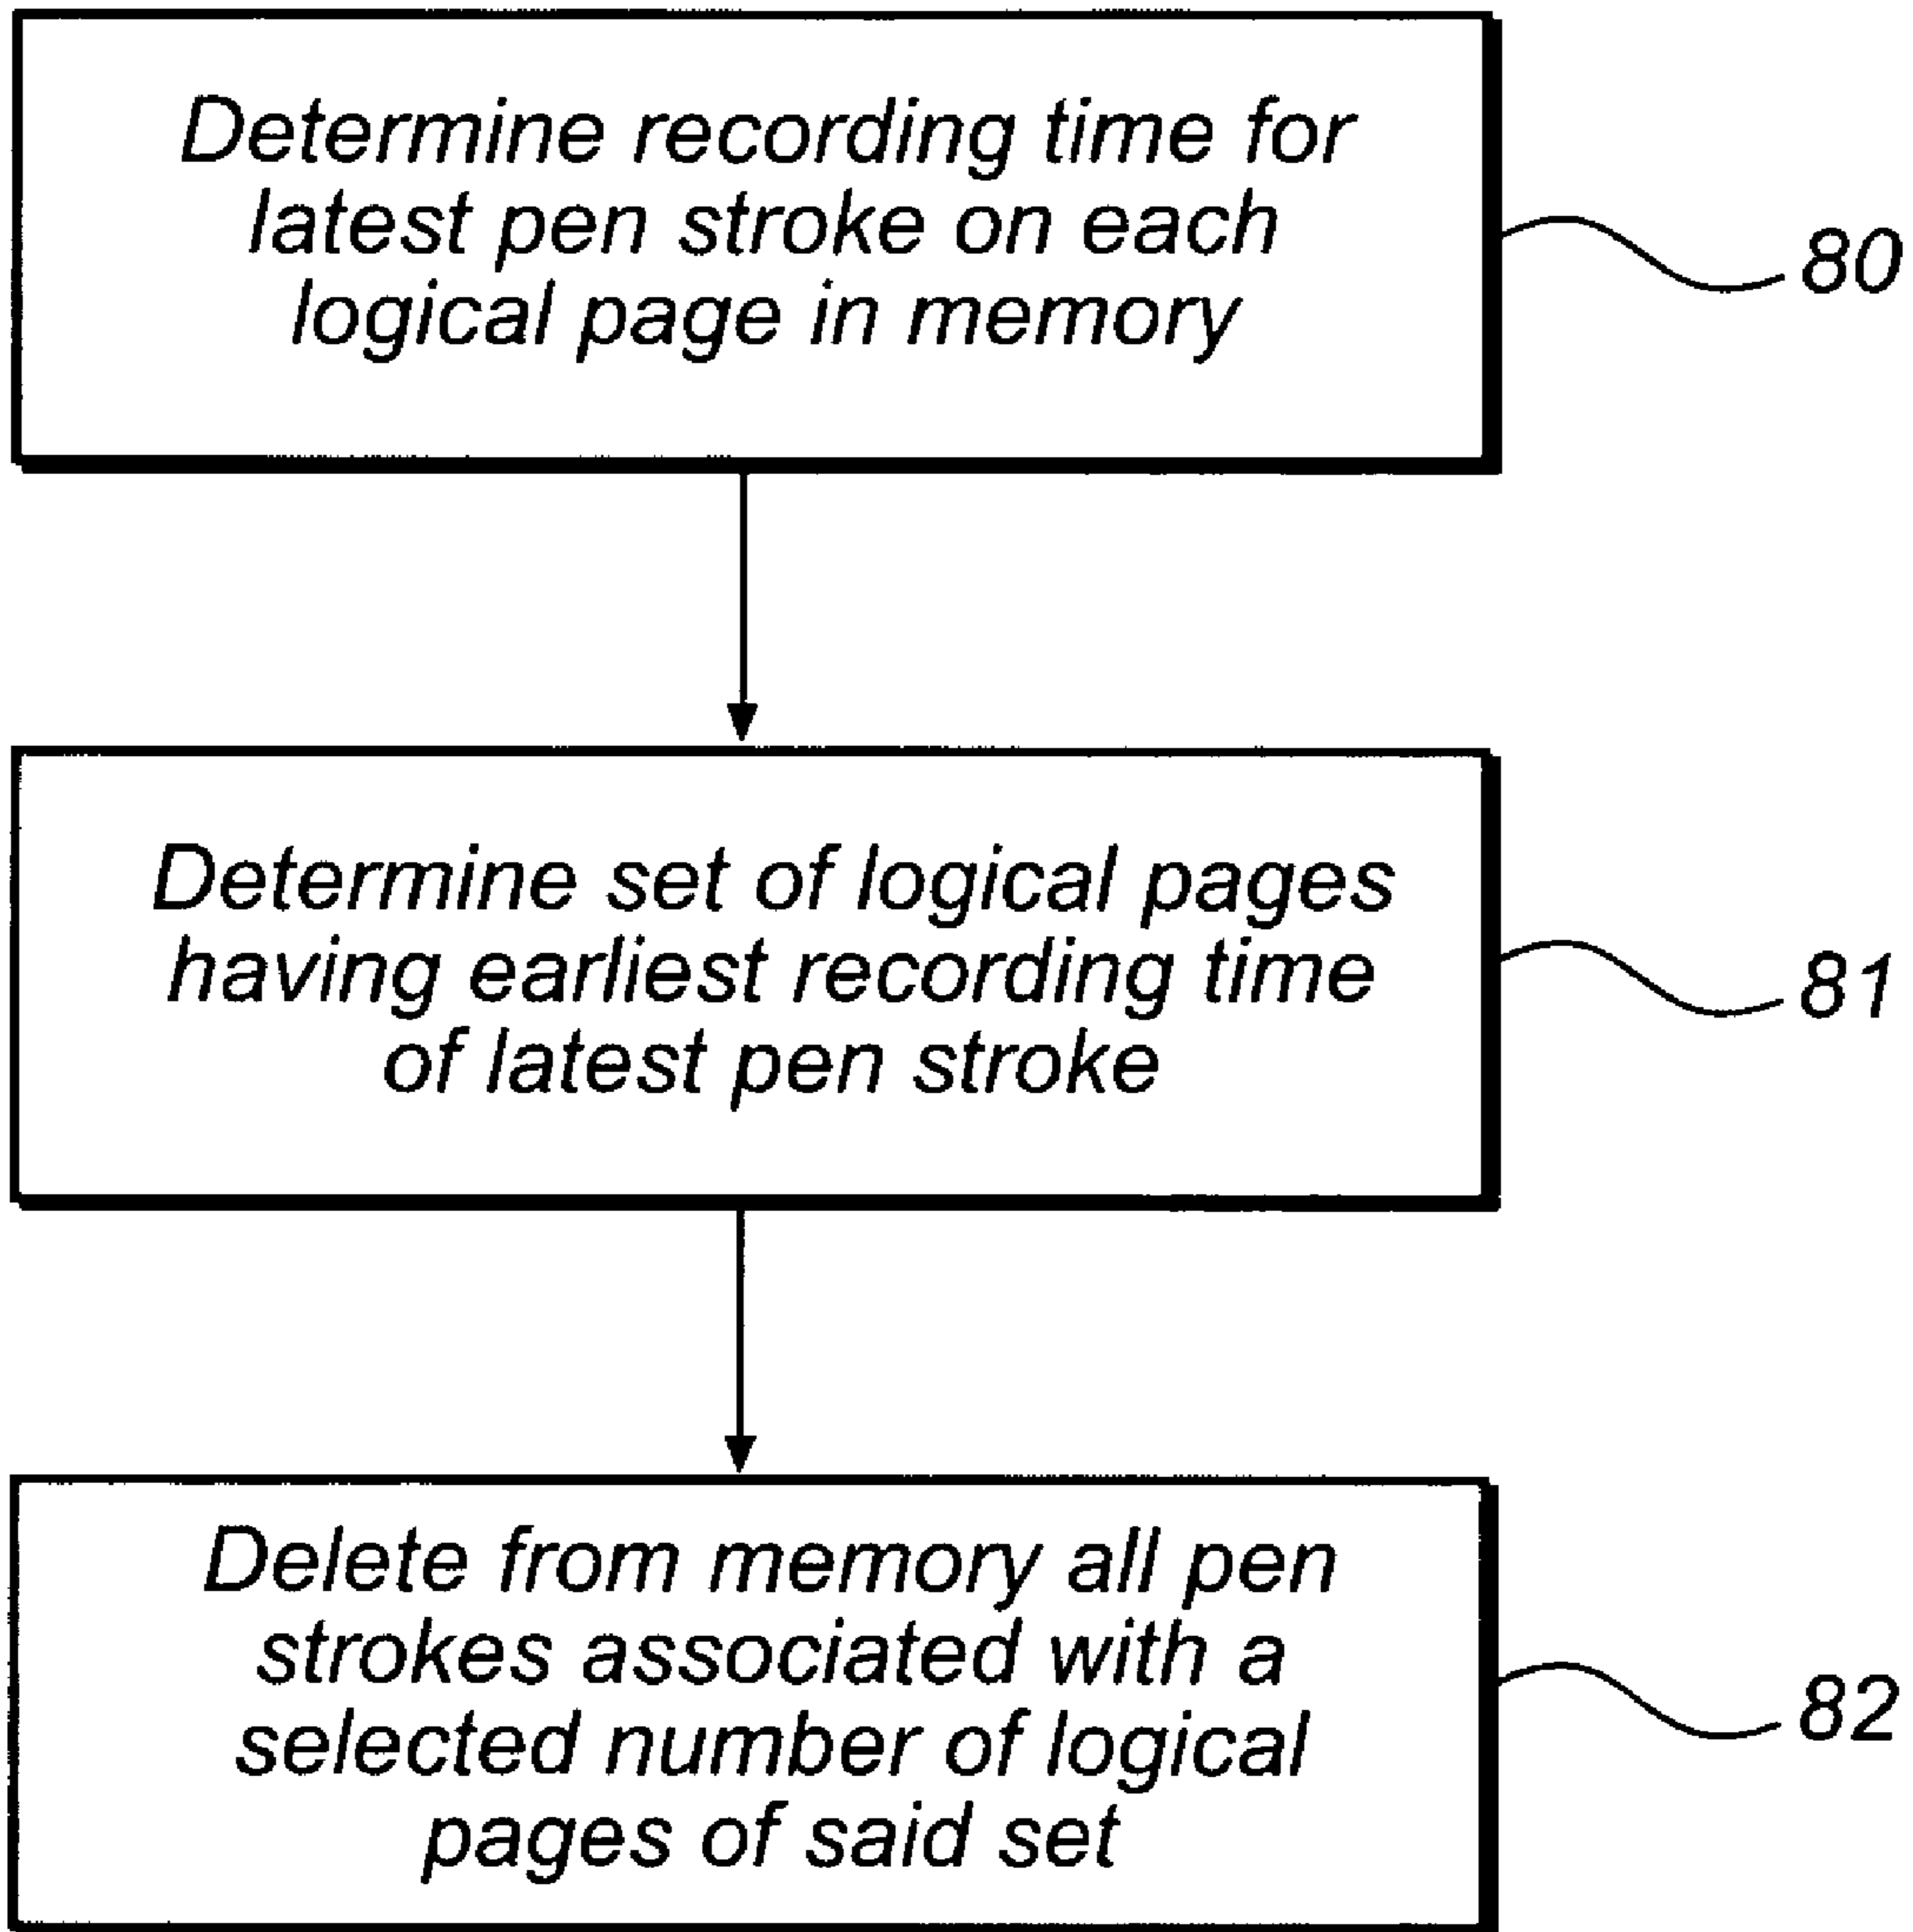 Determine recording time for
latest pen stroke on each
logical page in memory
80
Determine set of logical pages
having earliest recording time
of latest pen stroke
81
Delete from memory all pen
strokes associated with a
selected number of logical
pages of said set
82